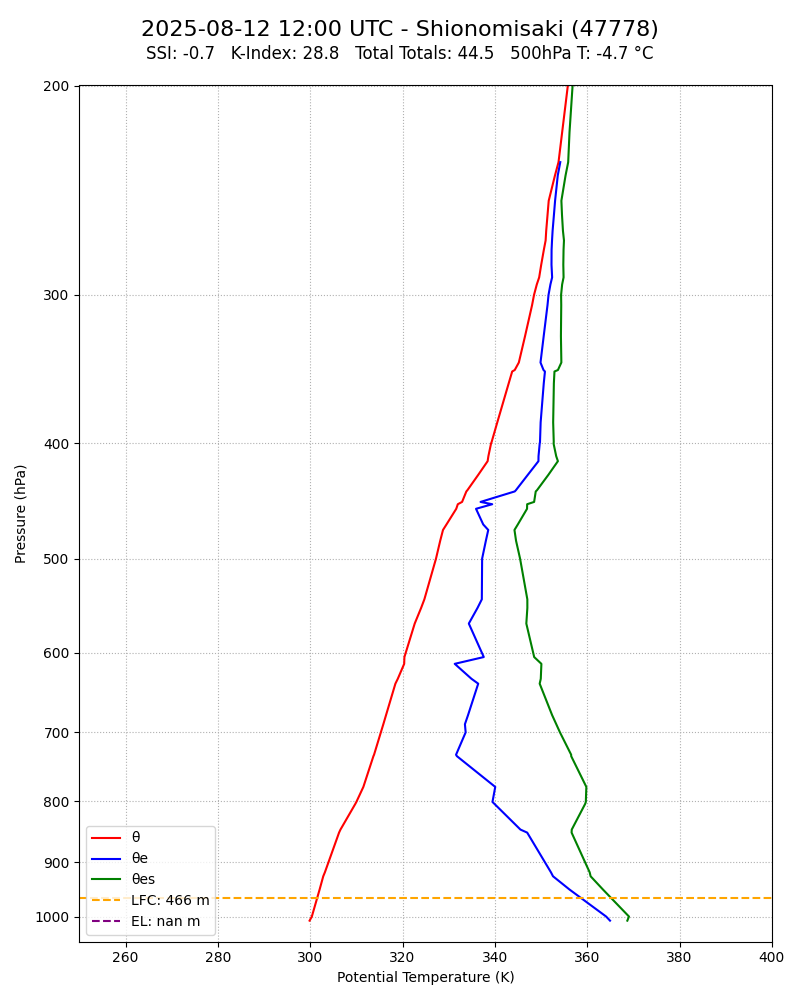 2025-08-12 12:00 UTC - Shionomisaki (47778)
SSI: -0.7 K-Index: 28.8 Total Totals: 44.5 500hPa T: -4.7 °C
200
300
400
500
600
700
800
900
1000
Pressure (hPa)
θ
θe
θes
LFC: 466 m
EL: nan m
260 280 300 320 340 360 380 400
Potential Temperature (K)